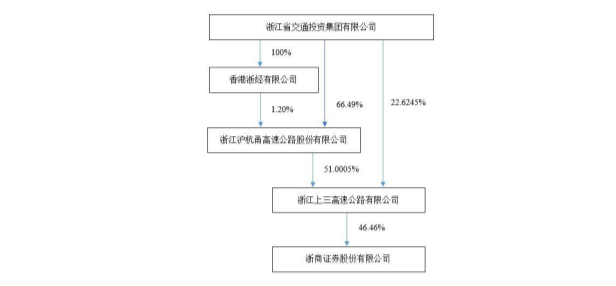 浙江省交通投资集团有限公司
100%
香港浙经有限公司
66.49%
22.6245%
1.20%
浙江沪杭甬高速公路股份有限公司
51.0005%
浙江上三高速公路有限公司
46.46%
浙商证券股份有限公司